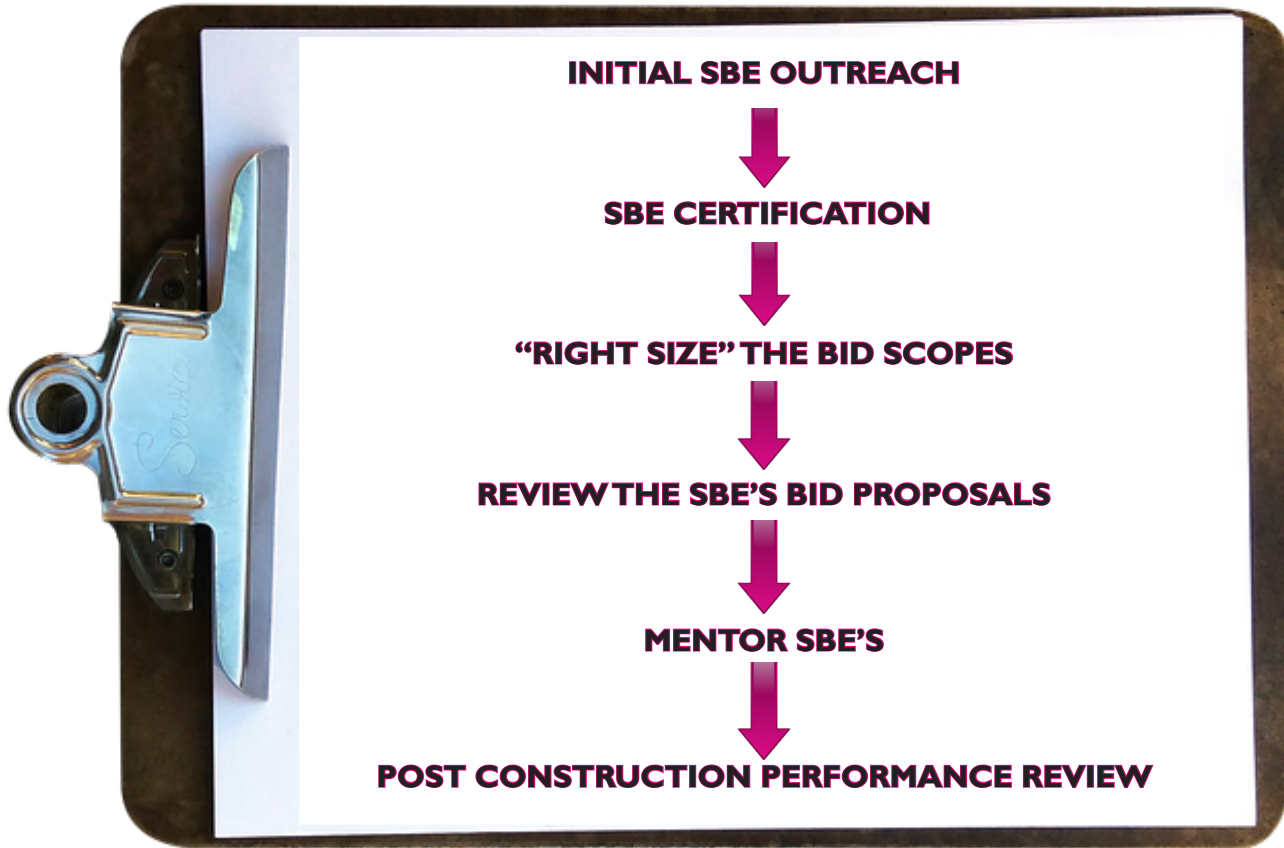 INITIAL SBE OUTREACH
SBE CERTIFICATION
“RIGHT SIZE” THE BID SCOPES
REVIEW THE SBE’S BID PROPOSALS
MENTOR SBE’S
POST CONSTRUCTION PERFORMANCE REVIEW